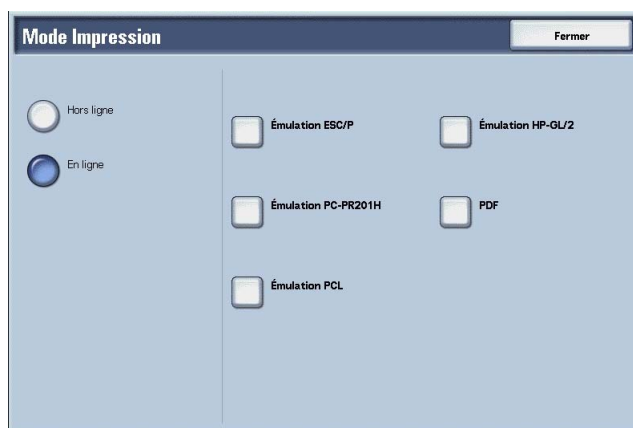 Mode Impression
Fermer
Hors ligne
En ligne
Émulation ESC/P
Émulation HP-GL/2
Émulation PC-PR201H
PDF
Émulation PCL